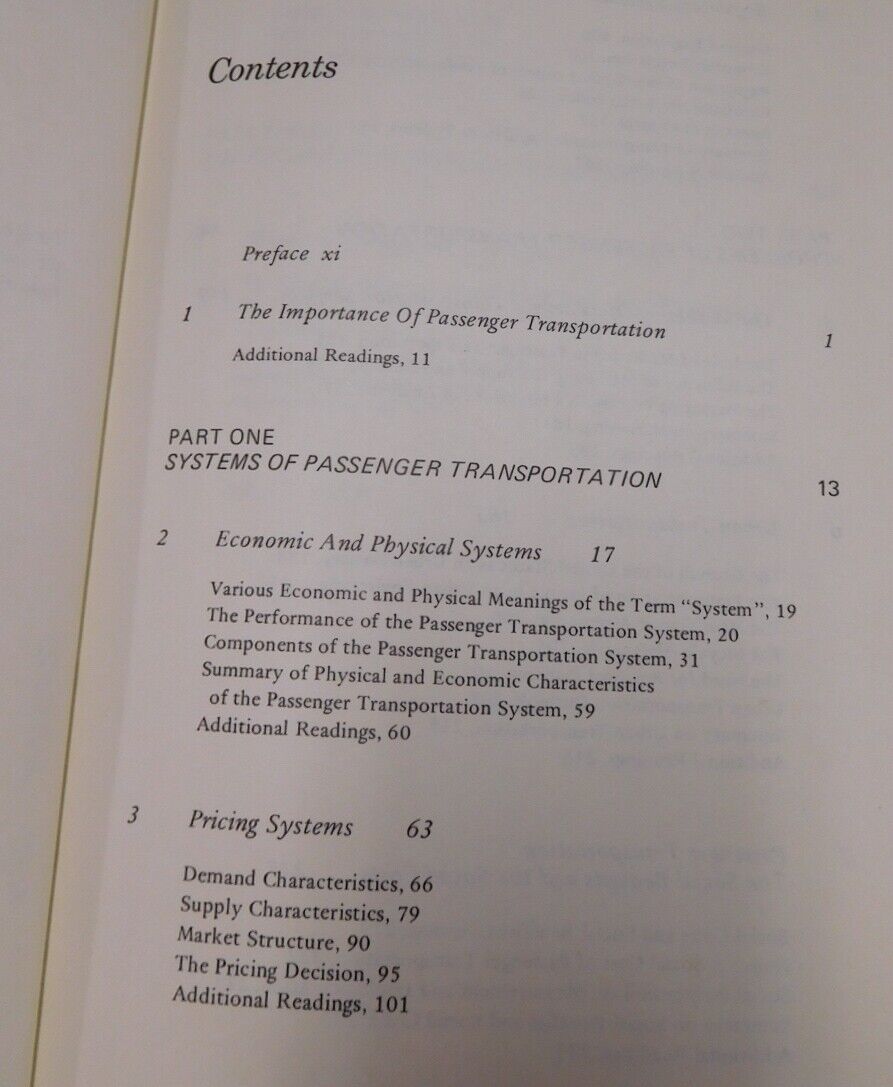 Contents
Preface xi
1 The Importance Of Passenger Transportation 1
Additional Readings, 11
PART ONE
SYSTEMS OF PASSENGER TRANSPORTATION 13
2 Economic And Physical Systems 17
Various Economic and Physical Meanings of the Term “System”, 19
The Performance of the Passenger Transportation System, 20
Components of the Passenger Transportation System, 31
Summary of Physical and Economic Characteristics
of the Passenger Transportation System, 59
Additional Readings, 60
3 Pricing Systems 63
Demand Characteristics, 66
Supply Characteristics, 79
Market Structure, 90
The Pricing Decision, 95
Additional Readings, 101